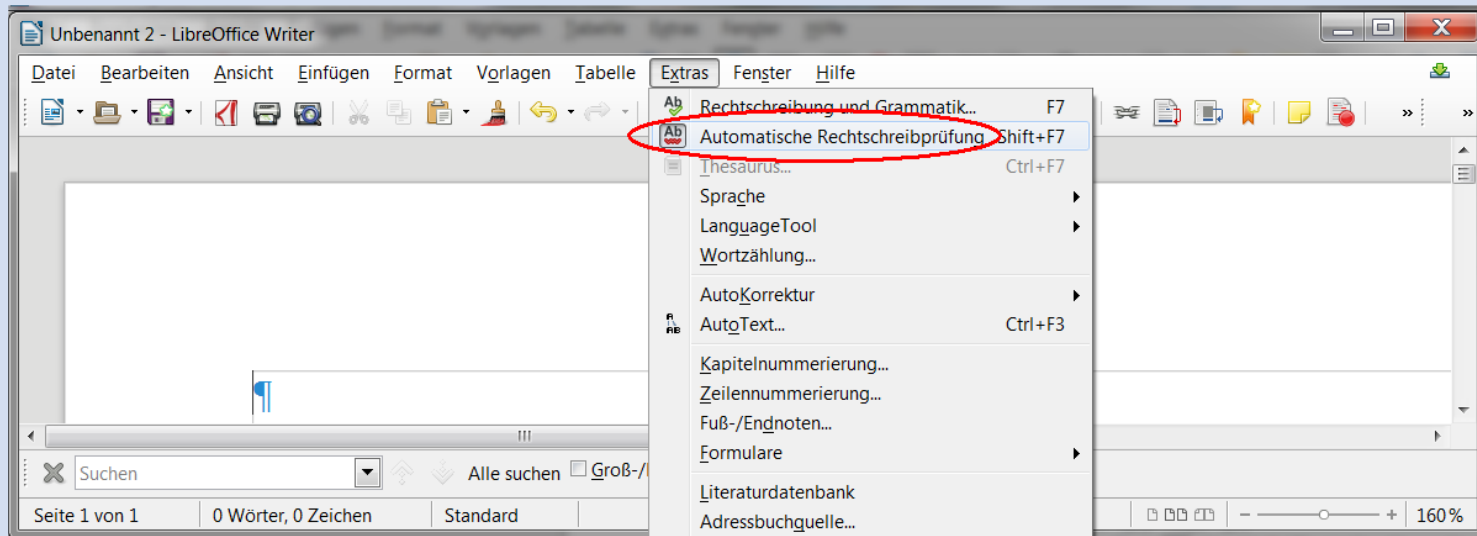 Unbenannt 2 - LibreOffice Writer
Datei Bearbeiten Ansicht Einfügen Format Vorlagen Tabelle Extras Fenster Hilfe
Rechtschreibung und Grammatik... F7
Automatische Rechtschreibprüfung Shift+F7
Thesaurus... Ctrl+F7
Sprache
LanguageTool
Wortzählung...
AutoKorrektur
AutoText... Ctrl+F3
Kapitelnummerierung...
Zeilennummerierung...
Fuß-/Endnoten...
Formulare
Literaturdatenbank
Adressbuchquelle...
Suchen Alle suchen Groß-/
Seite 1 von 1 0 Wörter, 0 Zeichen Standard 160%